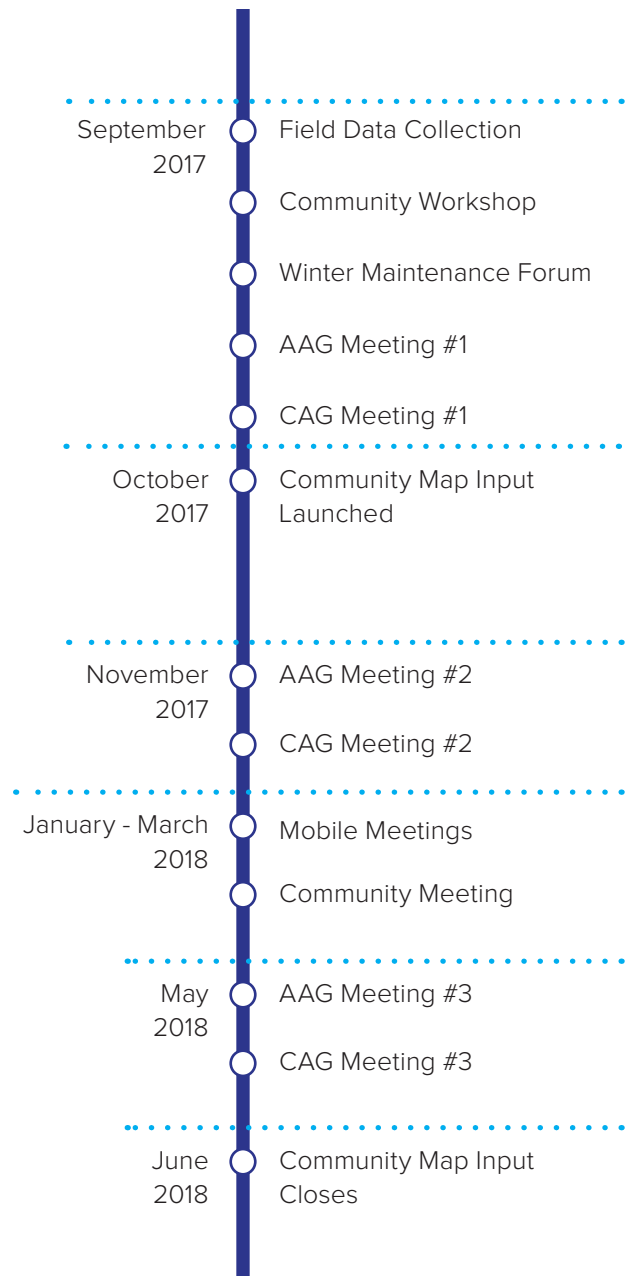 September
2017
Field Data Collection
Community Workshop
Winter Maintenance Forum
AAG Meeting #1
CAG Meeting #1
October
2017
Community Map Input
Launched
November
2017
AAG Meeting #2
CAG Meeting #2
January - March
2018
Mobile Meetings
Community Meeting
May
2018
AAG Meeting #3
CAG Meeting #3
June
2018
Community Map Input
Closes